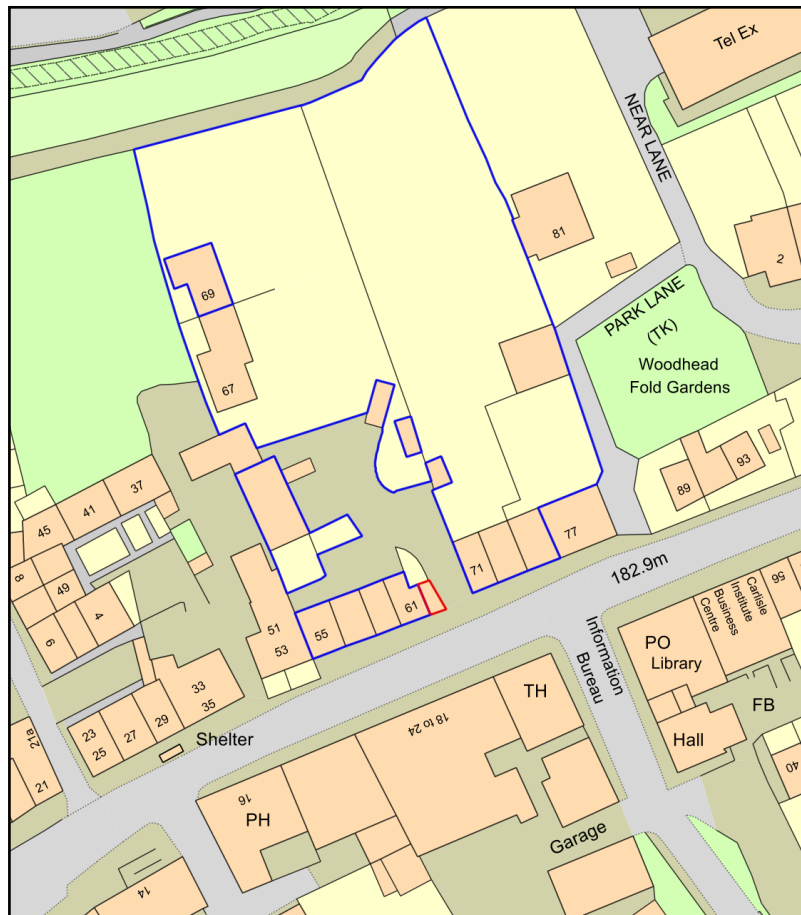 Tel Ex
NEAR LANE
81
2
69
PARK LANE
(TK)
Woodhead
Fold Gardens
67
37
41
45
93
89
8
49
4
6
71
77
182.9m
61
55
51
53
Information
Bureau
Carlisle
Institute
Business
Centre
56
PO
Library
33
35
TH
29
27
23
25
Shelter
18 to 24
FB
Hall
21a
21
40
16
PH
Garage
14